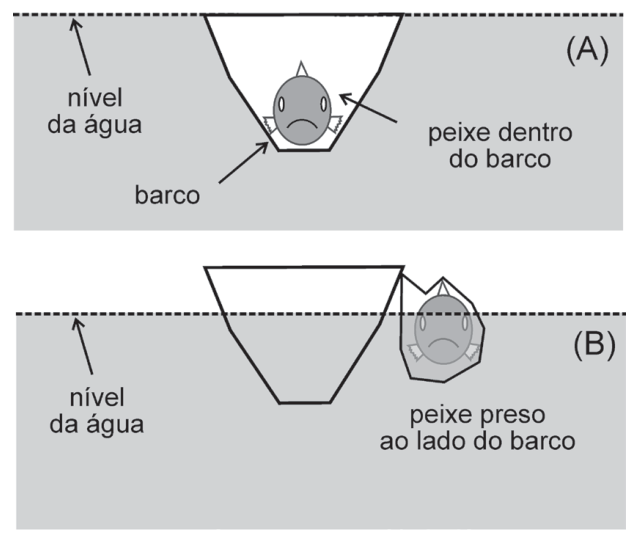 (A)
nível
da água
peixe dentro
do barco
barco
(B)
nível
da água
peixe preso
ao lado do barco